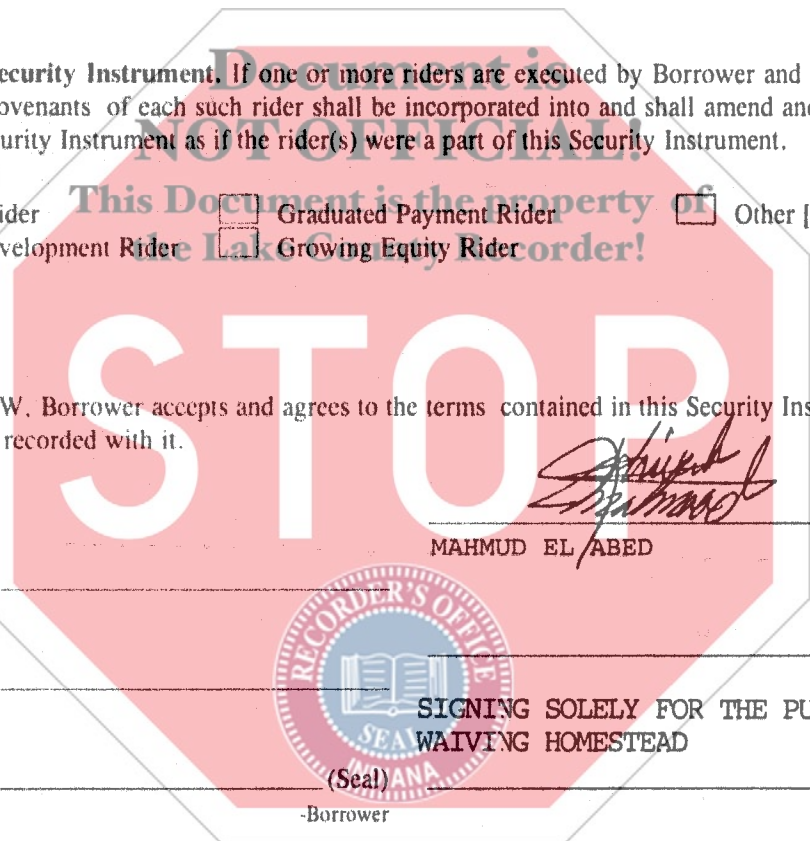 Document is
ecurity Instrument. If one or more riders are executed by Borrower and
ovenants of each such rider shall be incorporated into and shall amend and
NOT OFFICIAL!
urity Instrument as if the rider(s) were a part of this Security Instrument.
This Document is the property of
ider Graduated Payment Rider Other [
velopment Rider Growing Equity Rider
the Lake County Recorder!
STOP
W, Borrower accepts and agrees to the terms contained in this Security Ins
recorded with it.
MAHMUD EL ABED
RECORDER'S OFFICE
SEAL
INDIANA
SIGNING SOLELY FOR THE PU
WAIVING HOMESTEAD
(Seal)
-Borrower